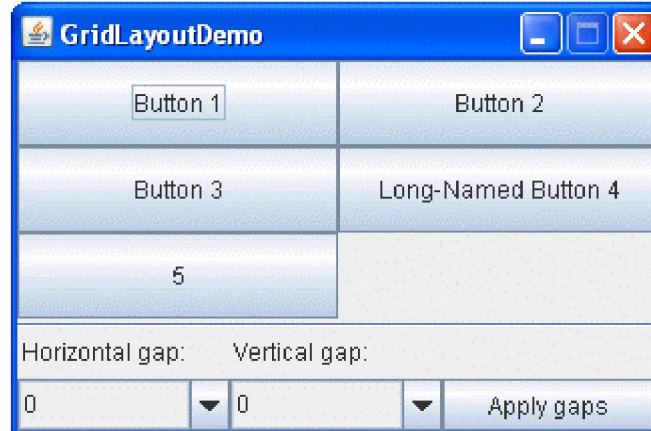 GridLayoutDemo
Button 1 Button 2
Button 3 Long-Named Button 4
5
Horizontal gap: Vertical gap:
0 0 Apply gaps